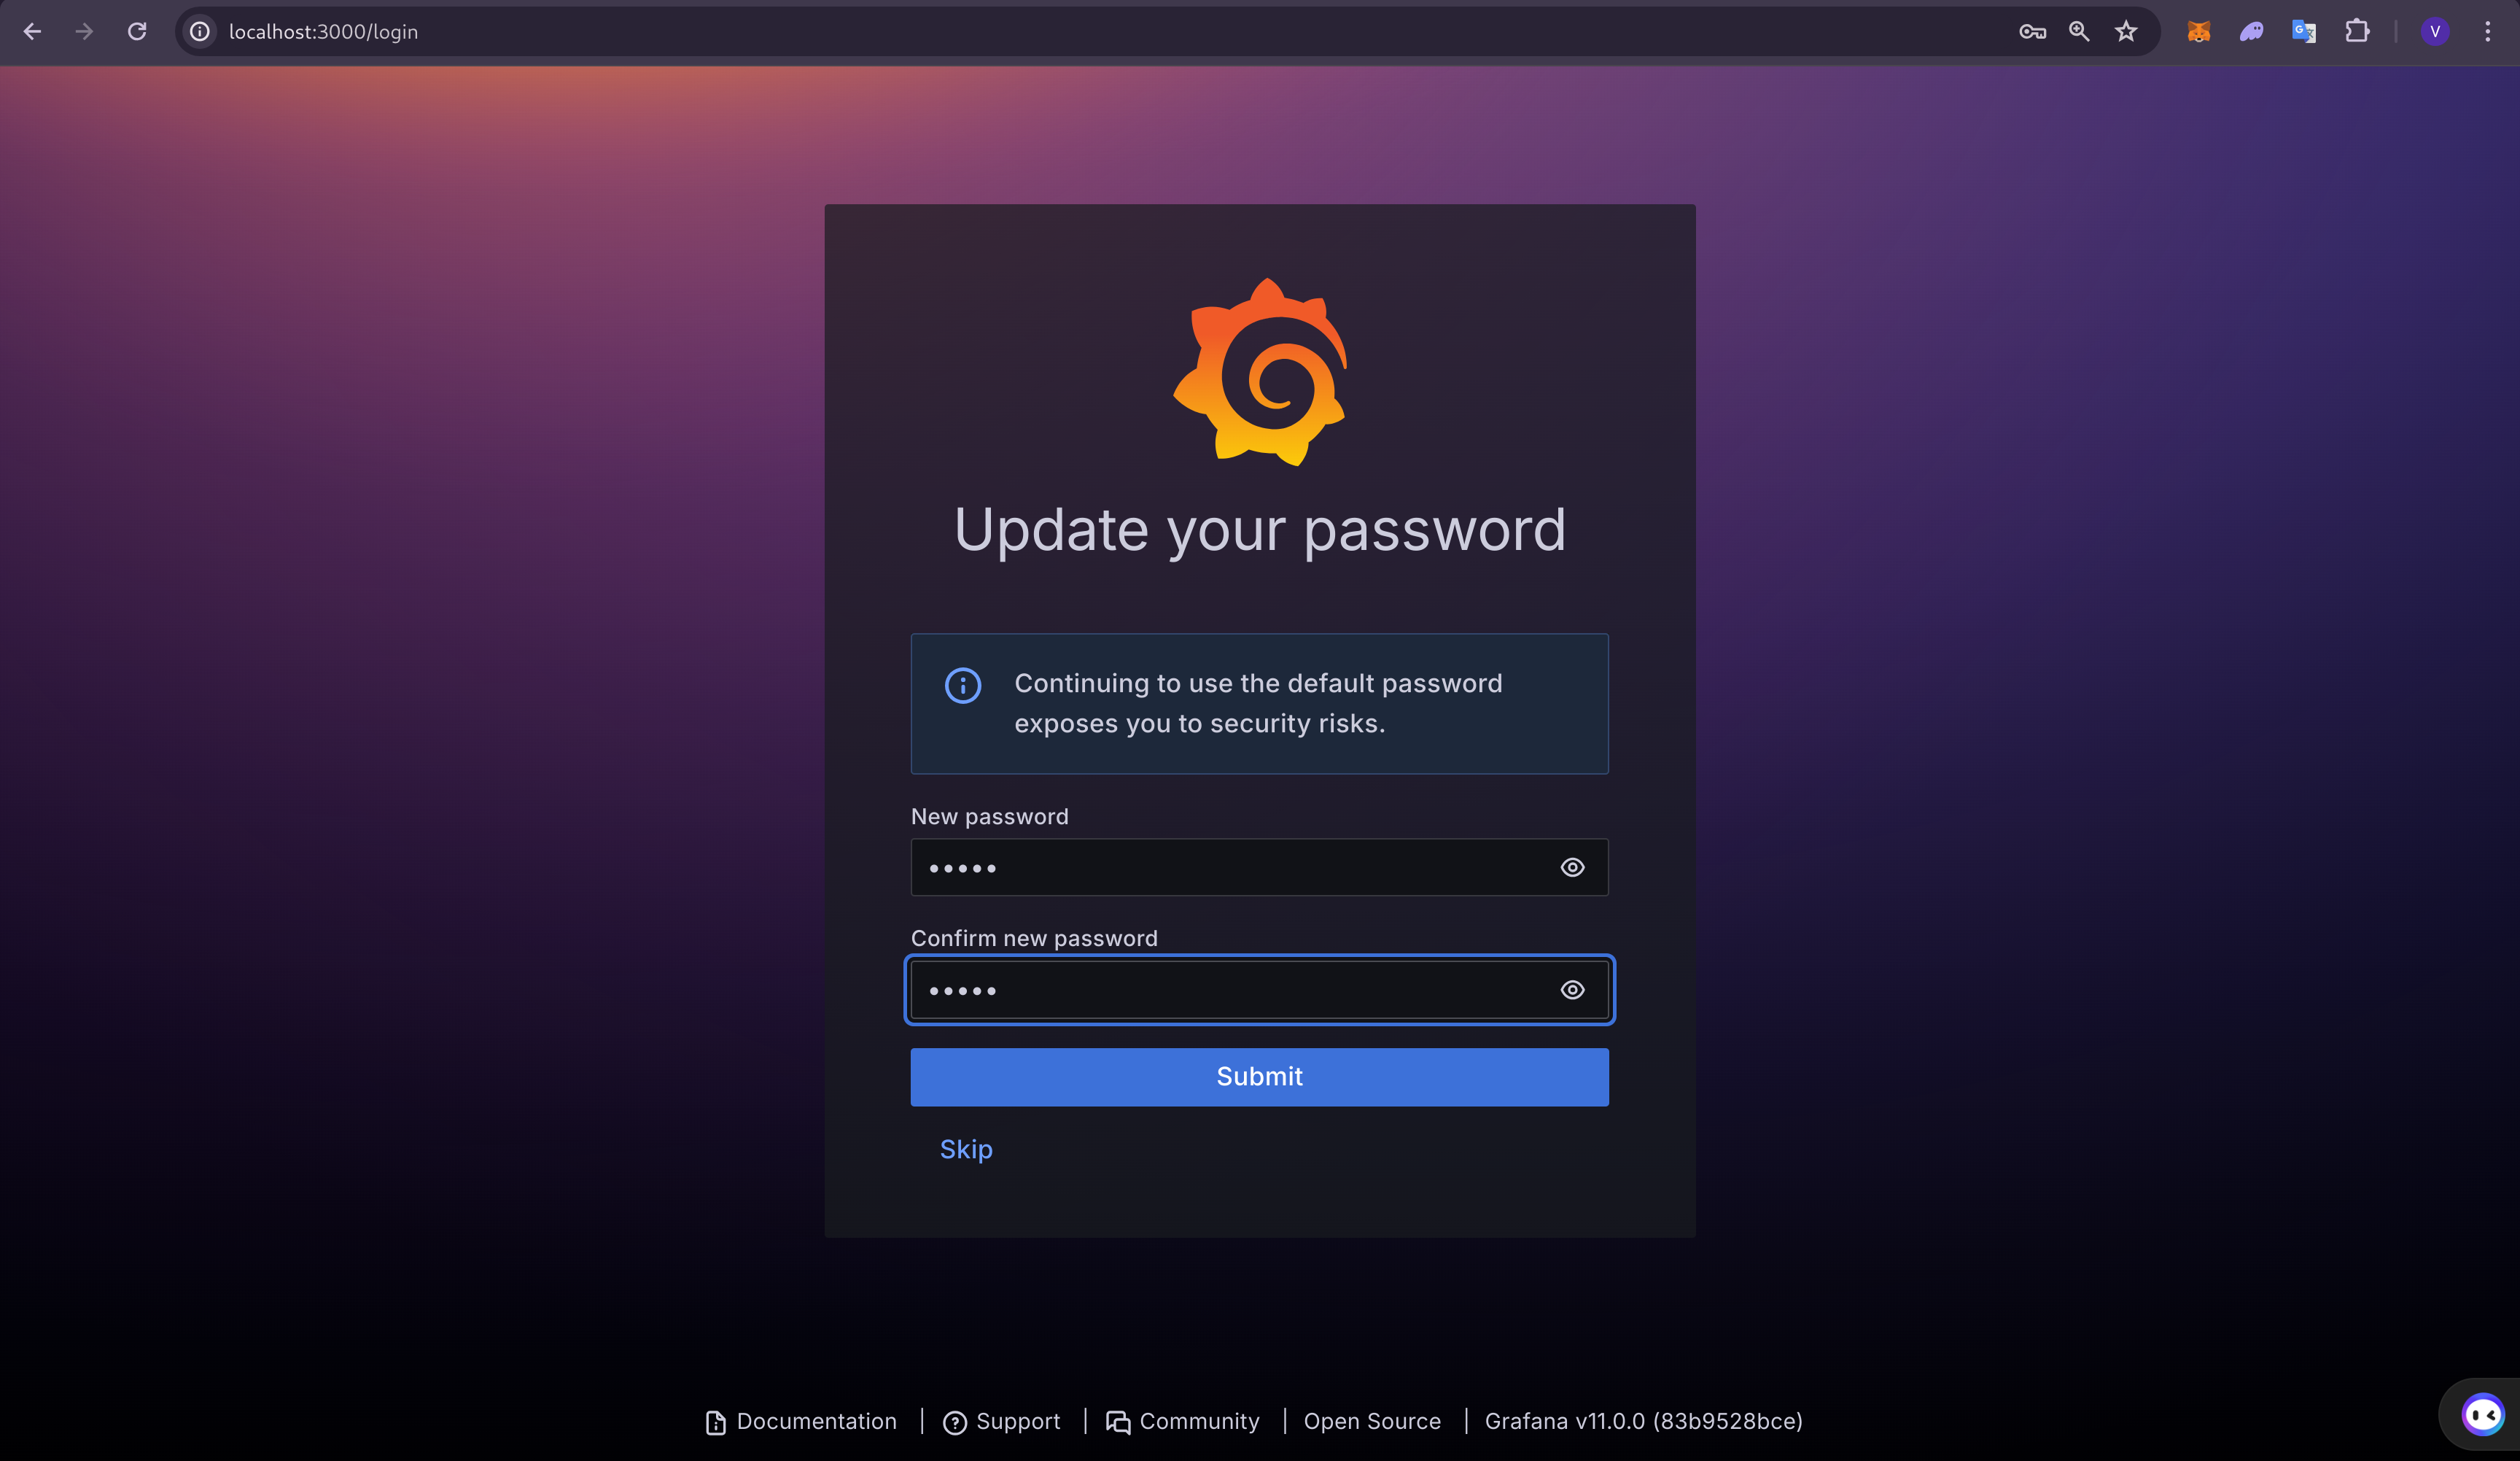 localhost:3000/login
V
Update your password
Continuing to use the default password
exposes you to security risks.
New password
•••••
Confirm new password
•••••
Submit
Skip
Documentation | Support | Community | Open Source | Grafana v11.0.0 (83b9528bce)